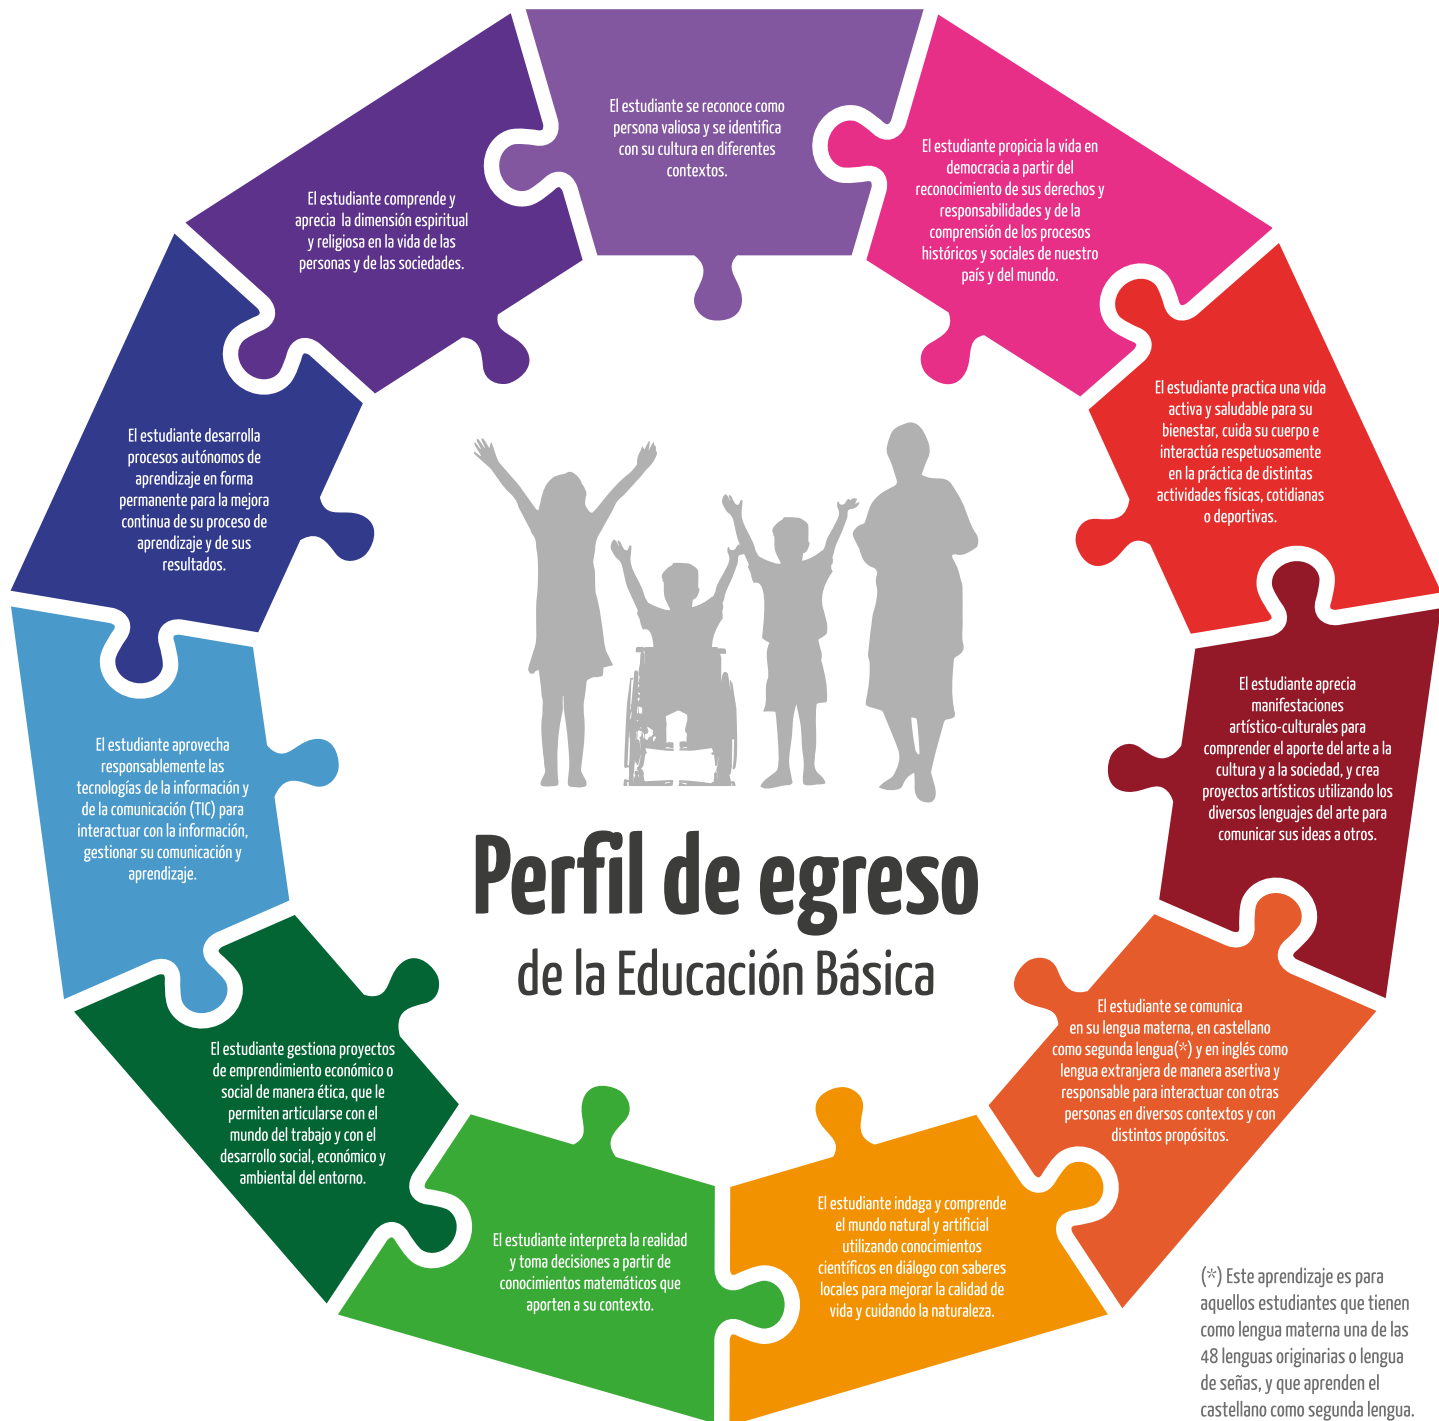 El estudiante se reconoce como
persona valiosa y se identifica
con su cultura en diferentes
contextos.
El estudiante propicia la vida en
democracia a partir del
reconocimiento de sus derechos y
responsabilidades y de la
comprensión de los procesos
históricos y sociales de nuestro
país y del mundo.
El estudiante practica una vida
activa y saludable para su
bienestar, cuida su cuerpo e
interactúa respetuosamente
en la práctica de distintas
actividades físicas, cotidianas
o deportivas.
El estudiante aprecia
manifestaciones
artístico-culturales para
comprender el aporte del arte a la
cultura y a la sociedad, y crea
proyectos artísticos utilizando los
diversos lenguajes del arte para
comunicar sus ideas a otros.
El estudiante se comunica
en su lengua materna, en castellano
como segunda lengua(*) y en inglés como
lengua extranjera de manera asertiva y
responsable para interactuar con otras
personas en diversos contextos y con
distintos propósitos.
El estudiante indaga y comprende
el mundo natural y artificial
utilizando conocimientos
científicos en diálogo con saberes
locales para mejorar la calidad de
vida y cuidando la naturaleza.
El estudiante interpreta la realidad
y toma decisiones a partir de
conocimientos matemáticos que
aporten a su contexto.
El estudiante gestiona proyectos
de emprendimiento económico o
social de manera ética, que le
permiten articularse con el
mundo del trabajo y con el
desarrollo social, económico y
ambiental del entorno.
El estudiante aprovecha
responsablemente las
tecnologías de la información y
de la comunicación (TIC) para
interactuar con la información,
gestionar su comunicación y
aprendizaje.
El estudiante desarrolla
procesos autónomos de
aprendizaje en forma
permanente para la mejora
continua de su proceso de
aprendizaje y de sus
resultados.
El estudiante comprende y
aprecia la dimensión espiritual
y religiosa en la vida de las
personas y de las sociedades.
Perfil de egreso
de la Educación Básica
(*) Este aprendizaje es para
aquellos estudiantes que tienen
como lengua materna una de las
48 lenguas originarias o lengua
de señas, y que aprenden el
castellano como segunda lengua.